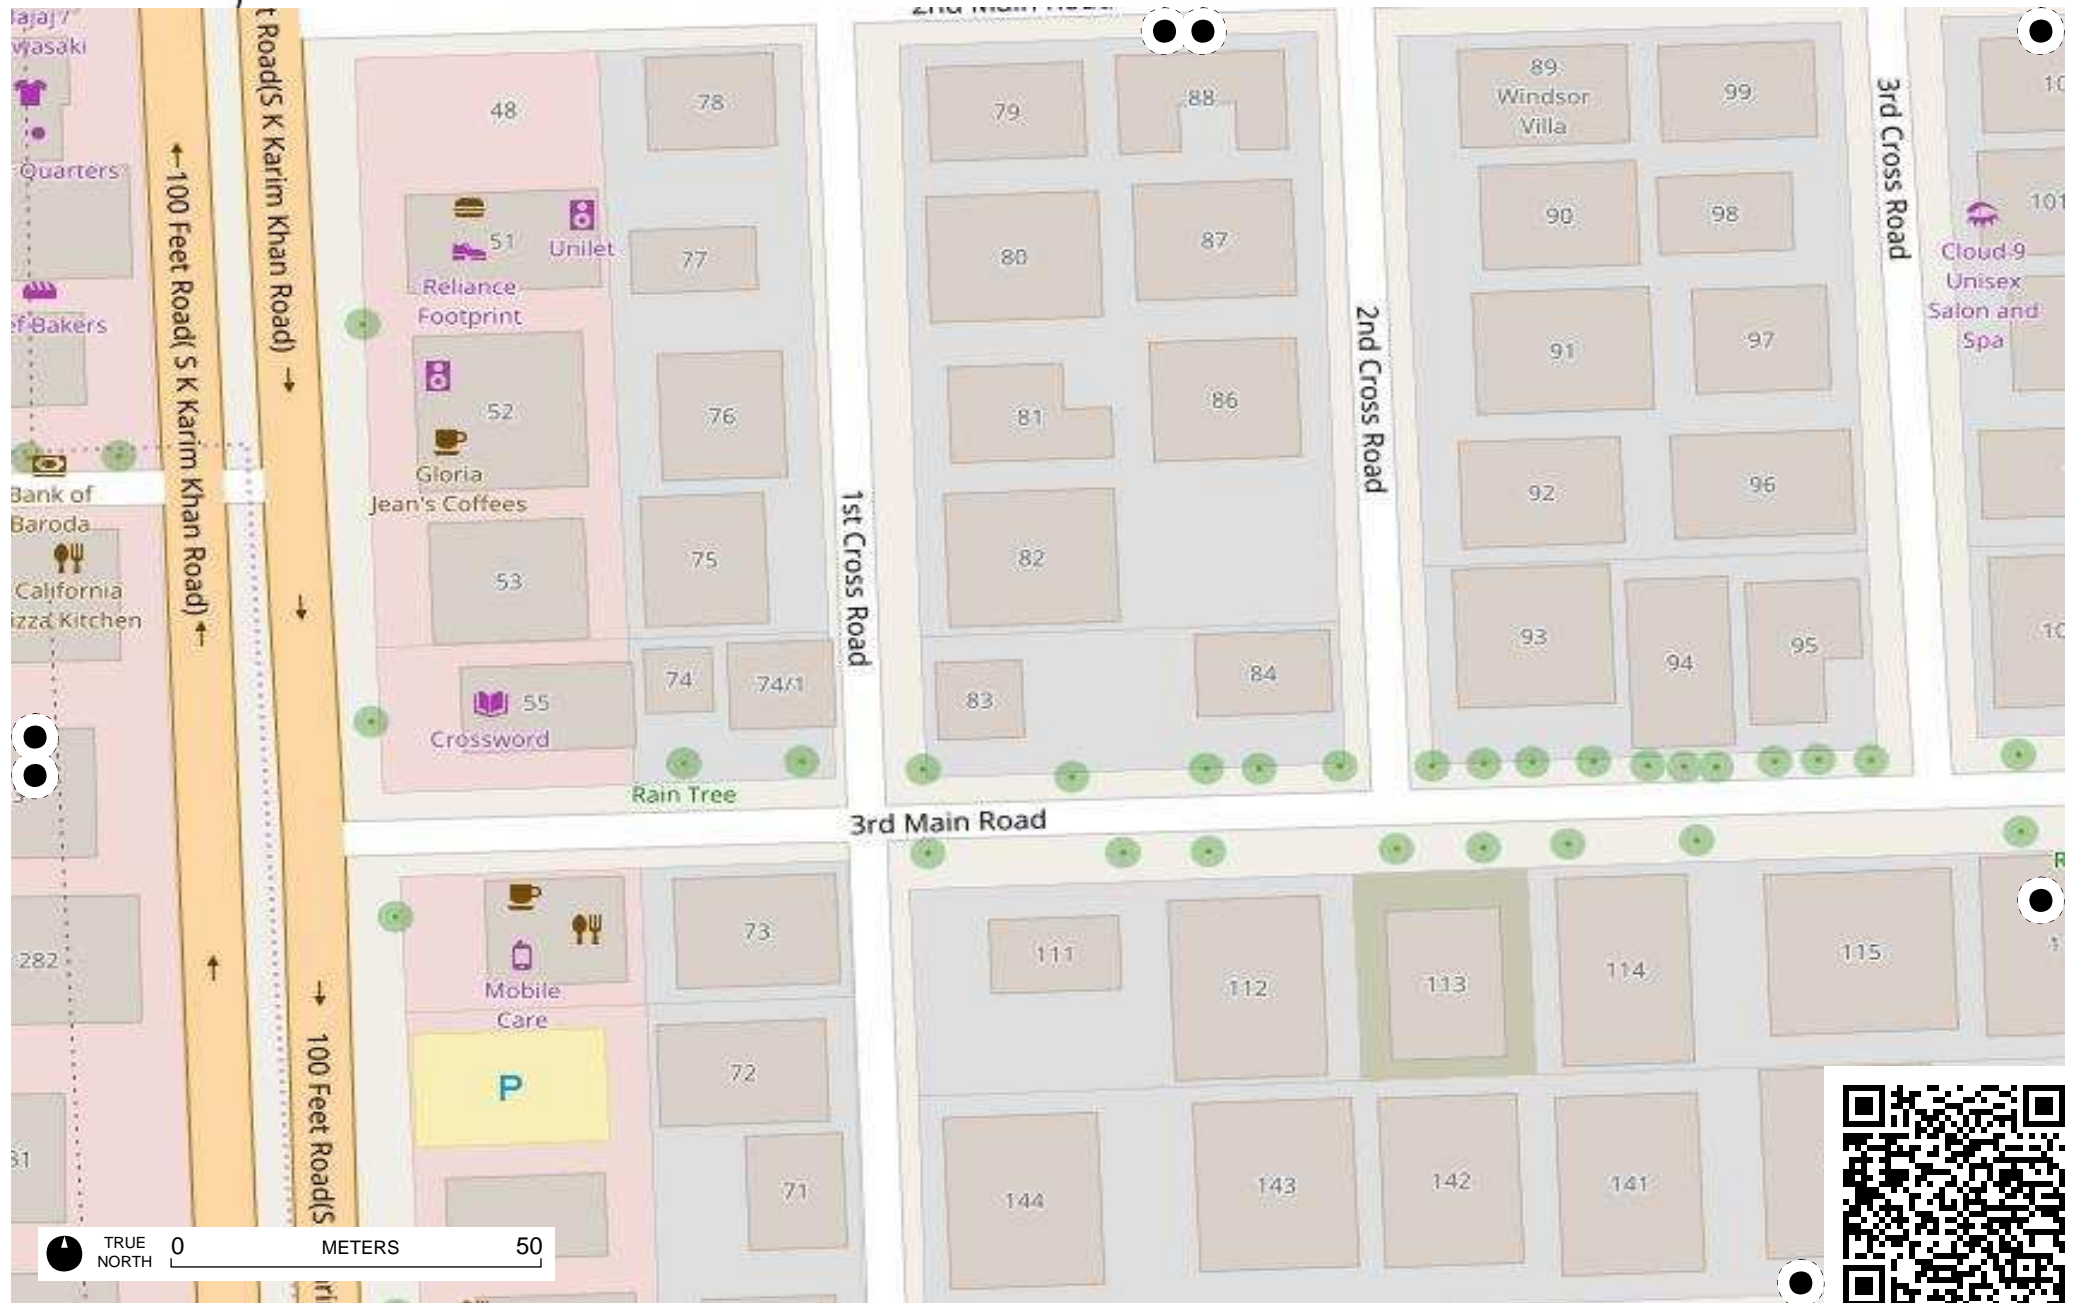 2nd Main Road
wasaki
Quarters
Bakers
Bank of
Baroda
California
Kitchen
282
100 Feet Road( S K Karim Khan Road)
Road(S K Karim Khan Road)
48
51
Unilet
Reliance
Footprint
52
Gloria
Jean's Coffees
53
55
Crossword
78
77
76
75
74
74/1
Rain Tree
1st Cross Road
79
88
80
87
81
86
82
83
84
2nd Cross Road
89
Windsor
Villa
99
90
98
91
97
92
96
93
94
95
3rd Cross Road
101
Cloud-9
Unisex
Salon and
Spa
3rd Main Road
Mobile
Care
P
73
72
71
100 Feet Road(S
111
112
113
114
115
144
143
142
141
TRUE
NORTH
0
METERS
50